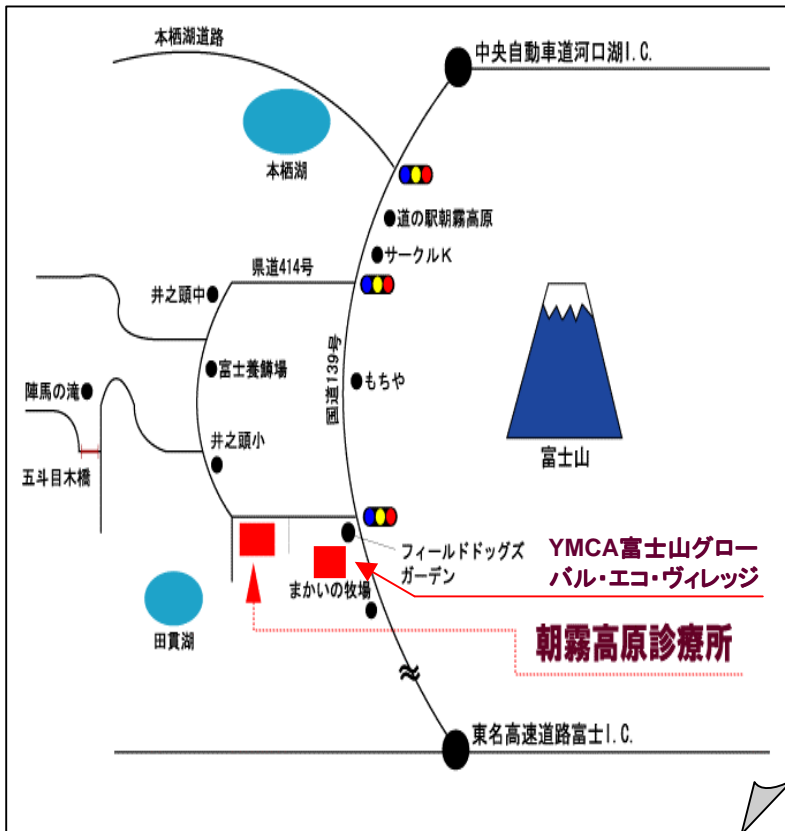 本栖湖道路
中央自動車道河口湖I.C.
本栖湖
道の駅朝霧高原
サークルK
県道414号
井之頭中
国道139号
富士養鱒場
もちや
陣馬の滝
井之頭小
富士山
五斗目木橋
フィールドドッグズ
ガーデン
YMCA富士山グロー
バル・エコ・ヴィレッジ
まかいの牧場
田貫湖
朝霧高原診療所
東名高速道路富士I.C.